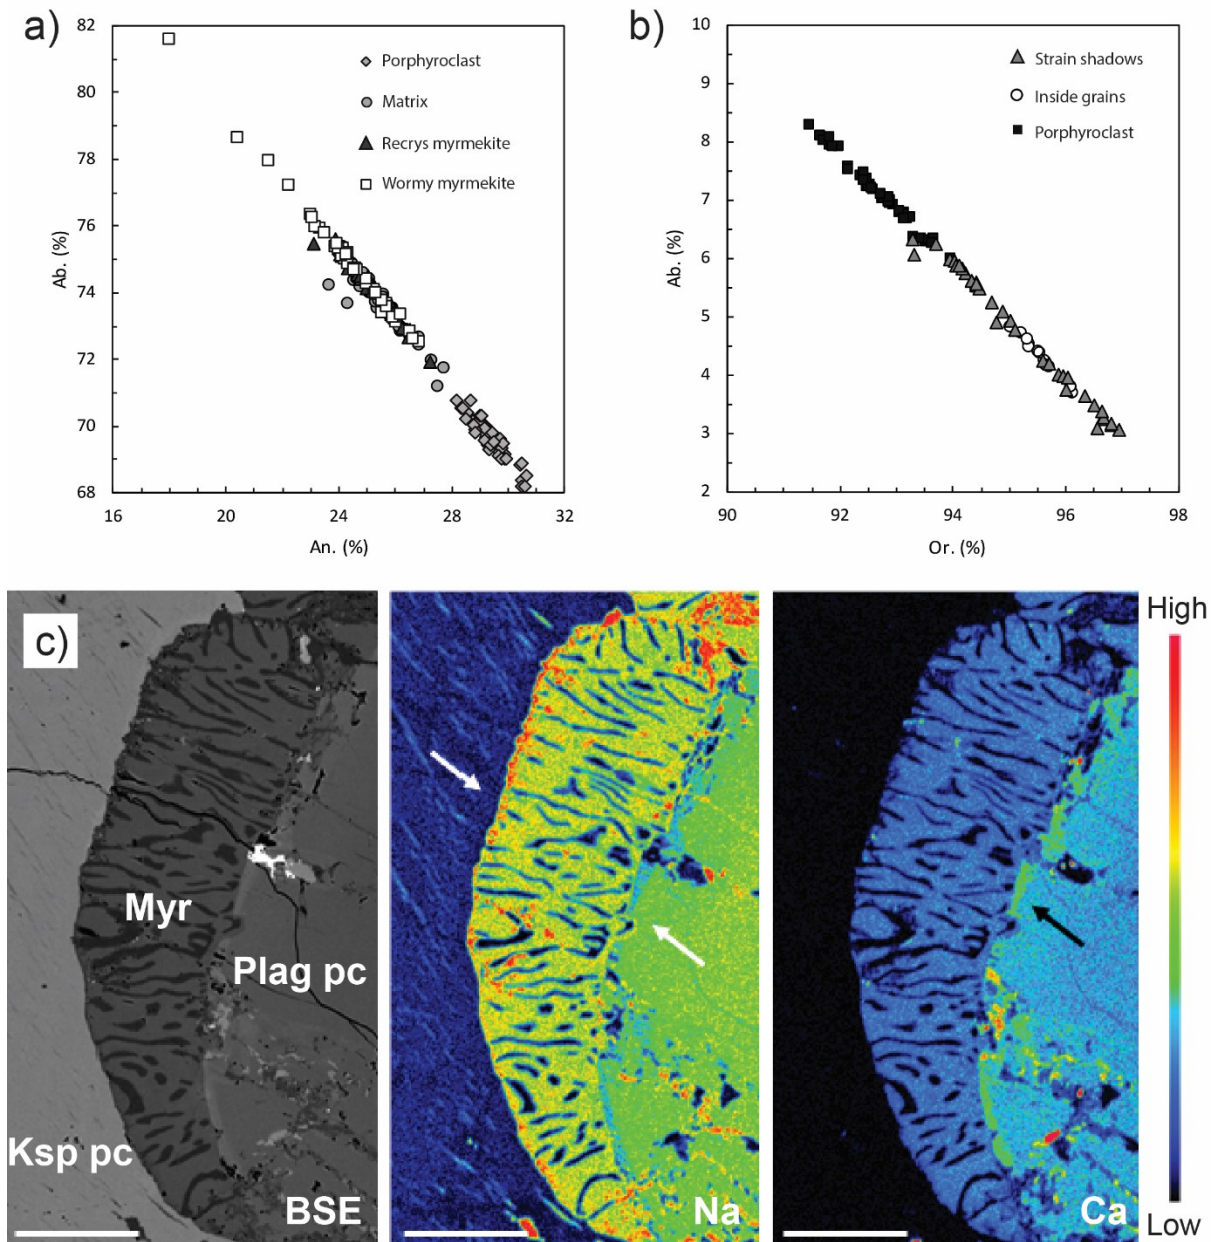 a)
82
80
78
76
74
72
70
68
Ab. (%)
16 20 24 28 32
An. (%)
Porphyroclast
Matrix
Recrys myrmekite
Wormy myrmekite
b)
10
9
8
7
6
5
4
3
2
Ab. (%)
90 92 94 96 98
Or. (%)
Strain shadows
Inside grains
Porphyroclast
c)
Myr
Plag pc
Ksp pc
BSE
Na
Ca
High
Low